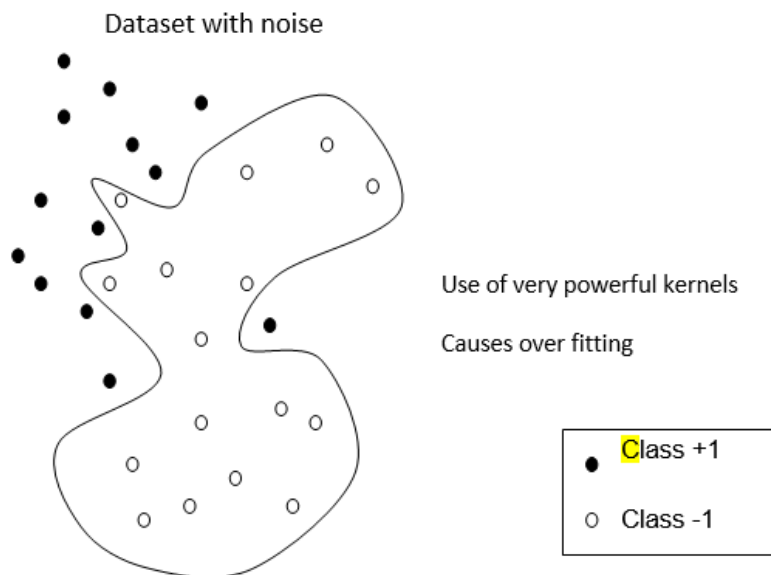 Dataset with noise
Use of very powerful kernels
Causes over fitting
Class +1
Class -1